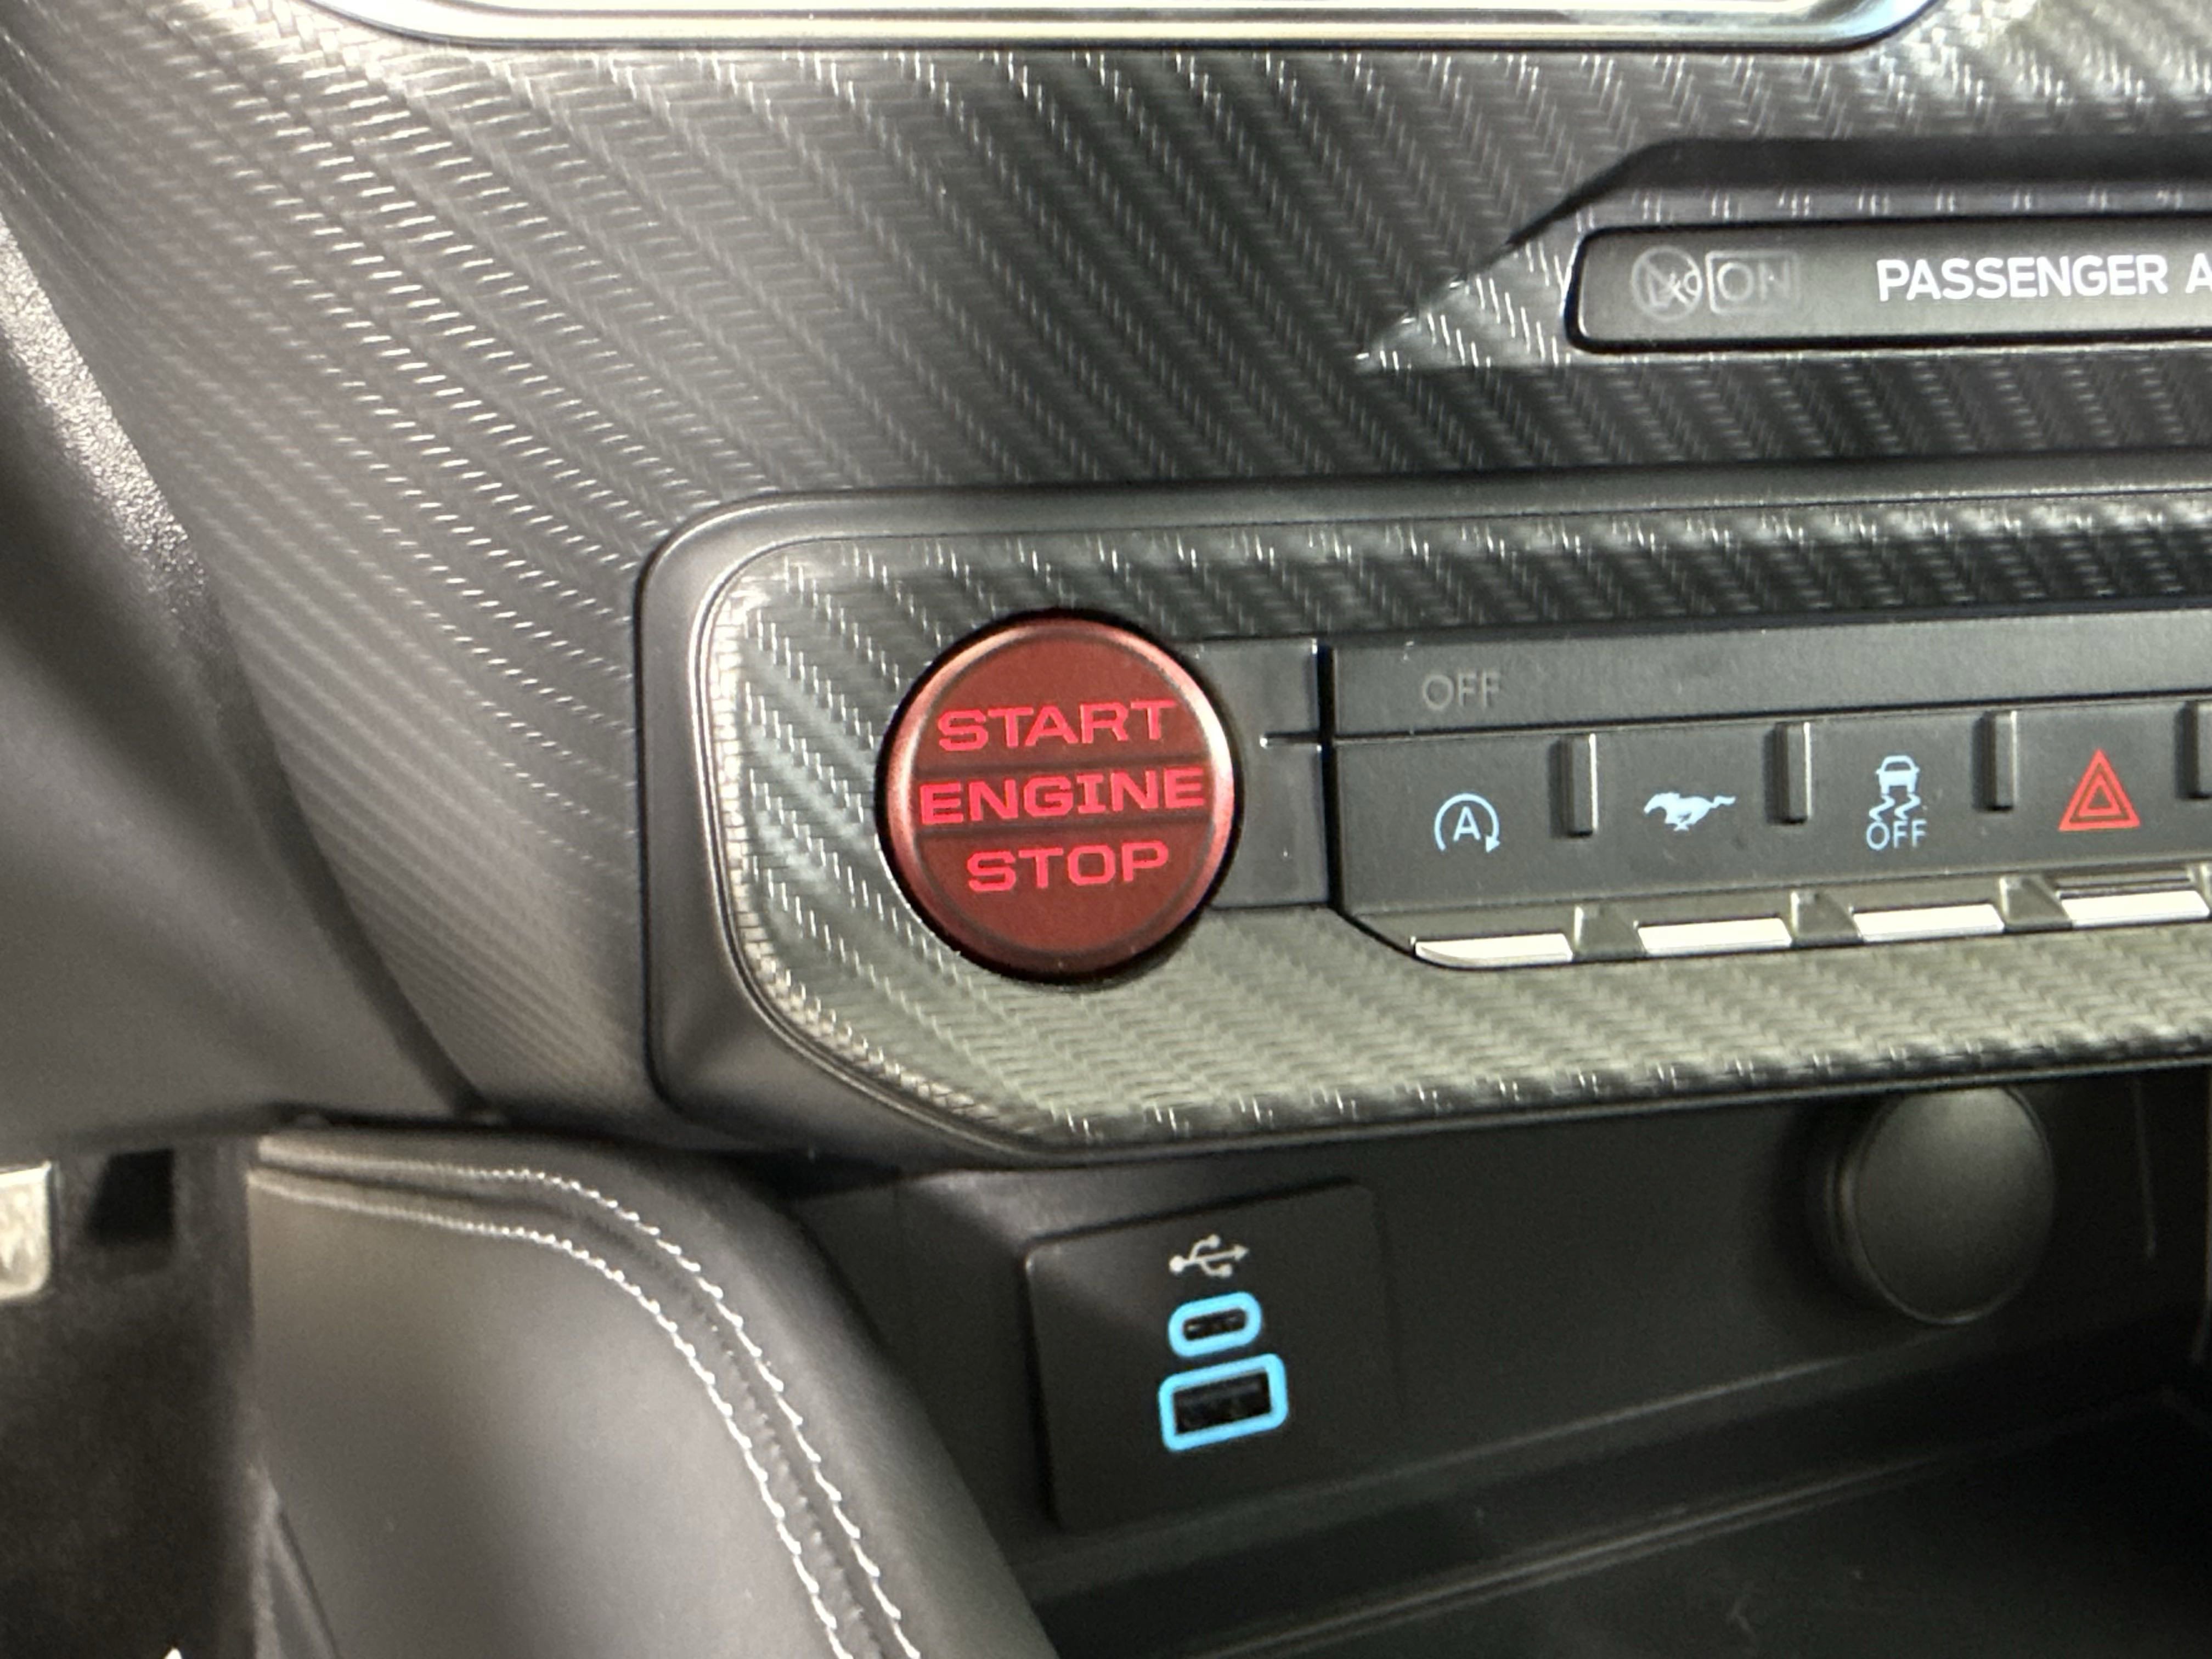 ON
PASSENGER A
START
ENGINE
STOP
OFF
A
OFF